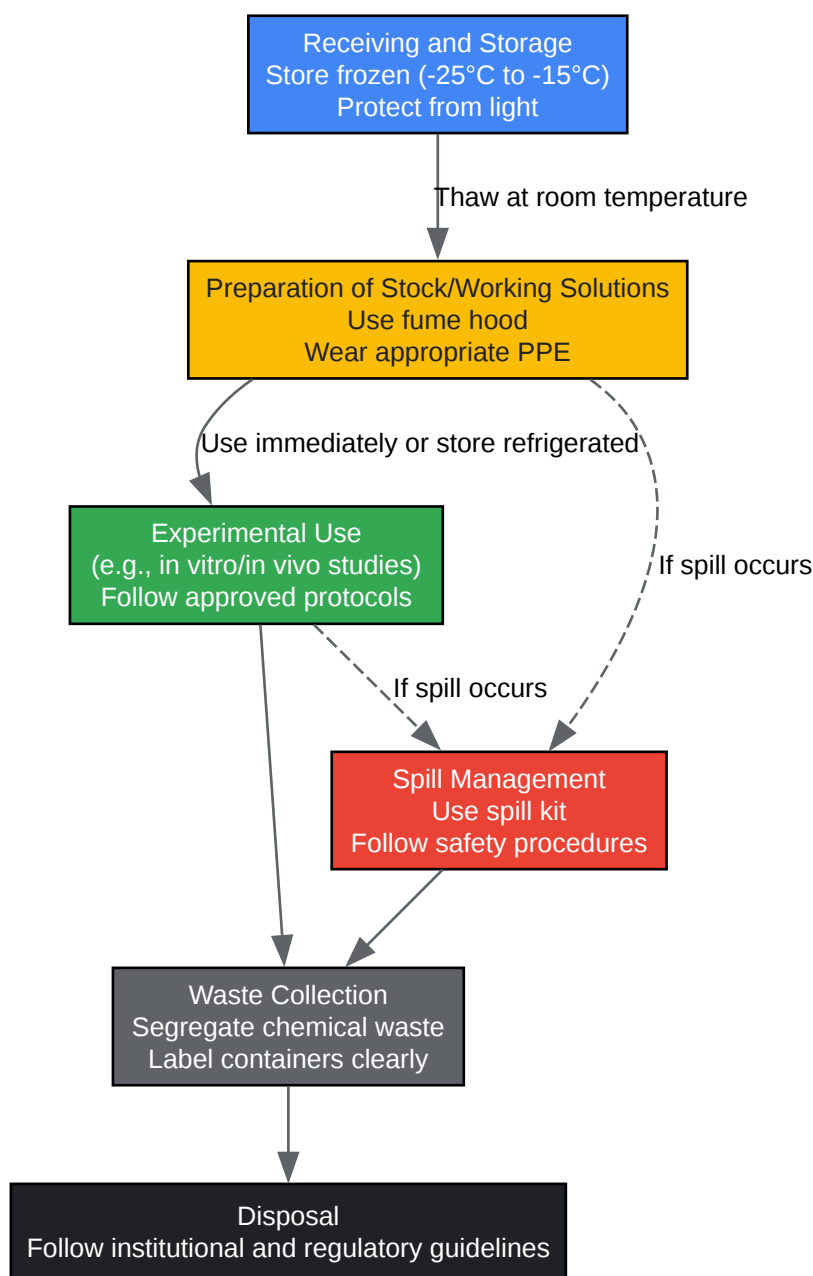 Receiving and Storage
Store frozen (-25°C to -15°C)
Protect from light
Thaw at room temperature
Preparation of Stock/Working Solutions
Use fume hood
Wear appropriate PPE
Use immediately or store refrigerated
Experimental Use
(e.g., in vitro/in vivo studies)
Follow approved protocols
If spill occurs
If spill occurs
Spill Management
Use spill kit
Follow safety procedures
Waste Collection
Segregate chemical waste
Label containers clearly
Disposal
Follow institutional and regulatory guidelines